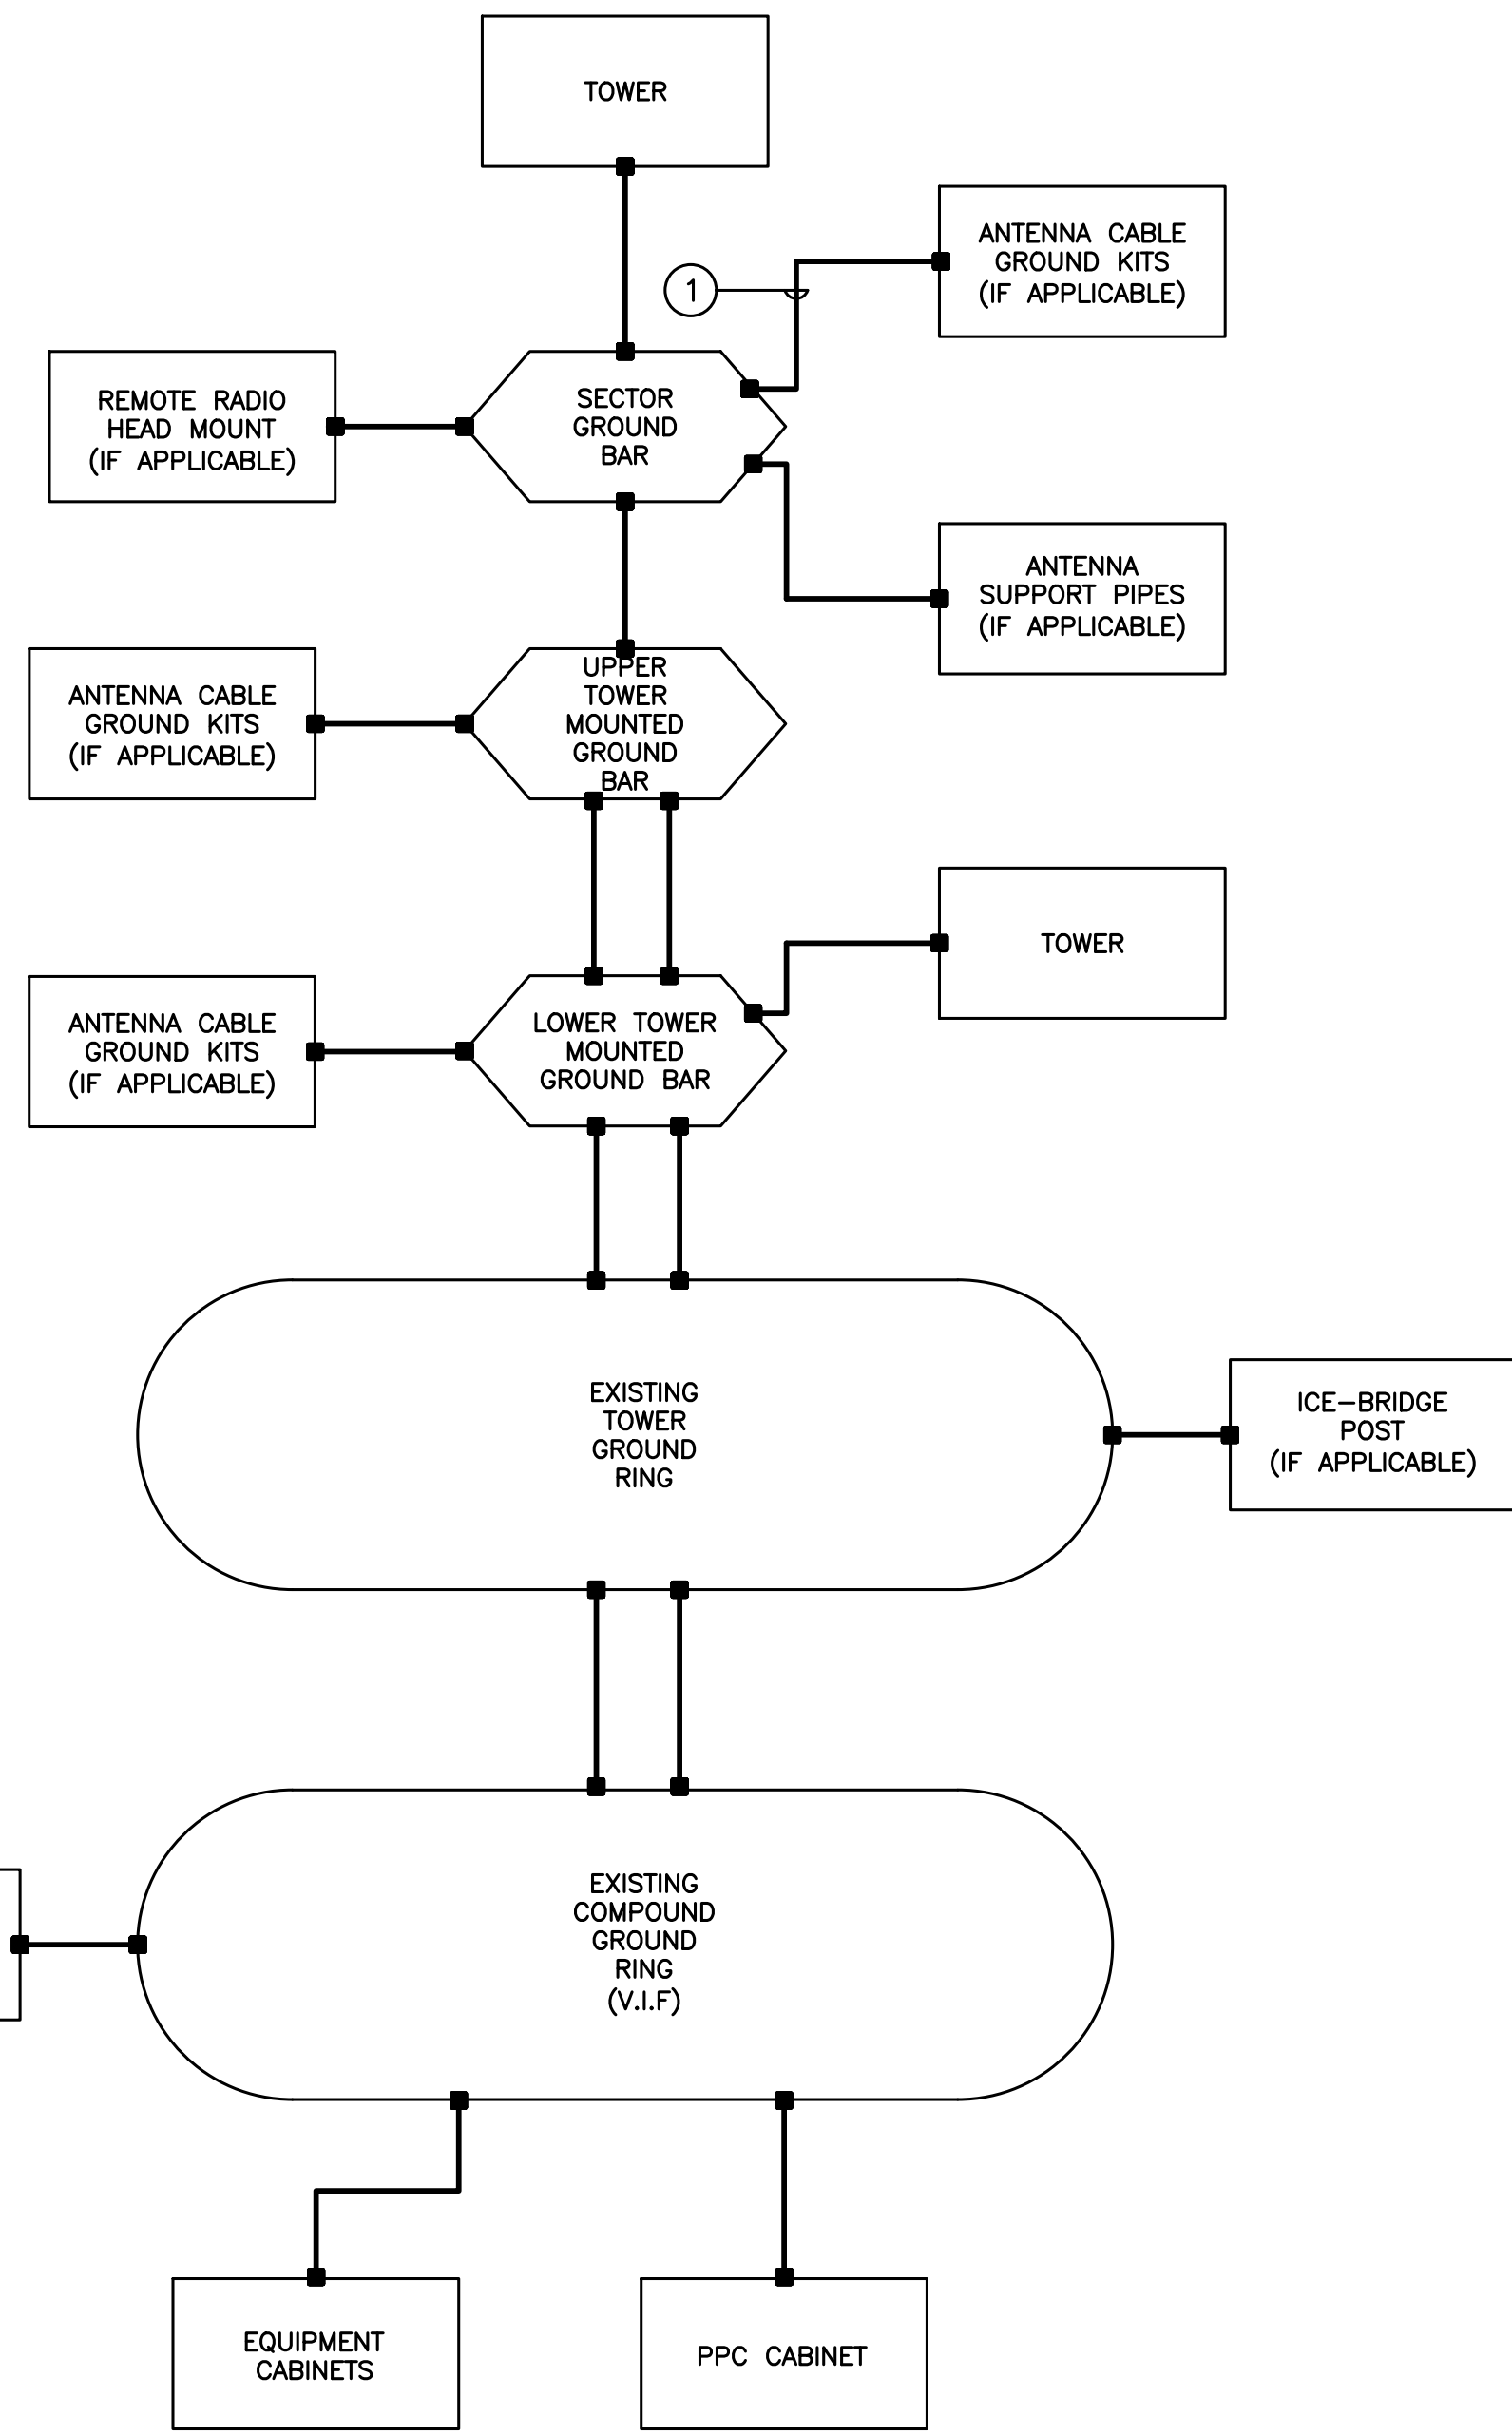 TOWER
ANTENNA CABLE
GROUND KITS
(IF APPLICABLE)
1
REMOTE RADIO
HEAD MOUNT
(IF APPLICABLE)
SECTOR
GROUND
BAR
ANTENNA
SUPPORT PIPES
(IF APPLICABLE)
ANTENNA CABLE
GROUND KITS
(IF APPLICABLE)
UPPER
TOWER
MOUNTED
GROUND
BAR
TOWER
ANTENNA CABLE
GROUND KITS
(IF APPLICABLE)
LOWER TOWER
MOUNTED
GROUND BAR
EXISTING
TOWER
GROUND
RING
ICE-BRIDGE
POST
(IF APPLICABLE)
EXISTING
COMPOUND
GROUND
RING
(V.I.F)
EQUIPMENT
CABINETS
PPC CABINET